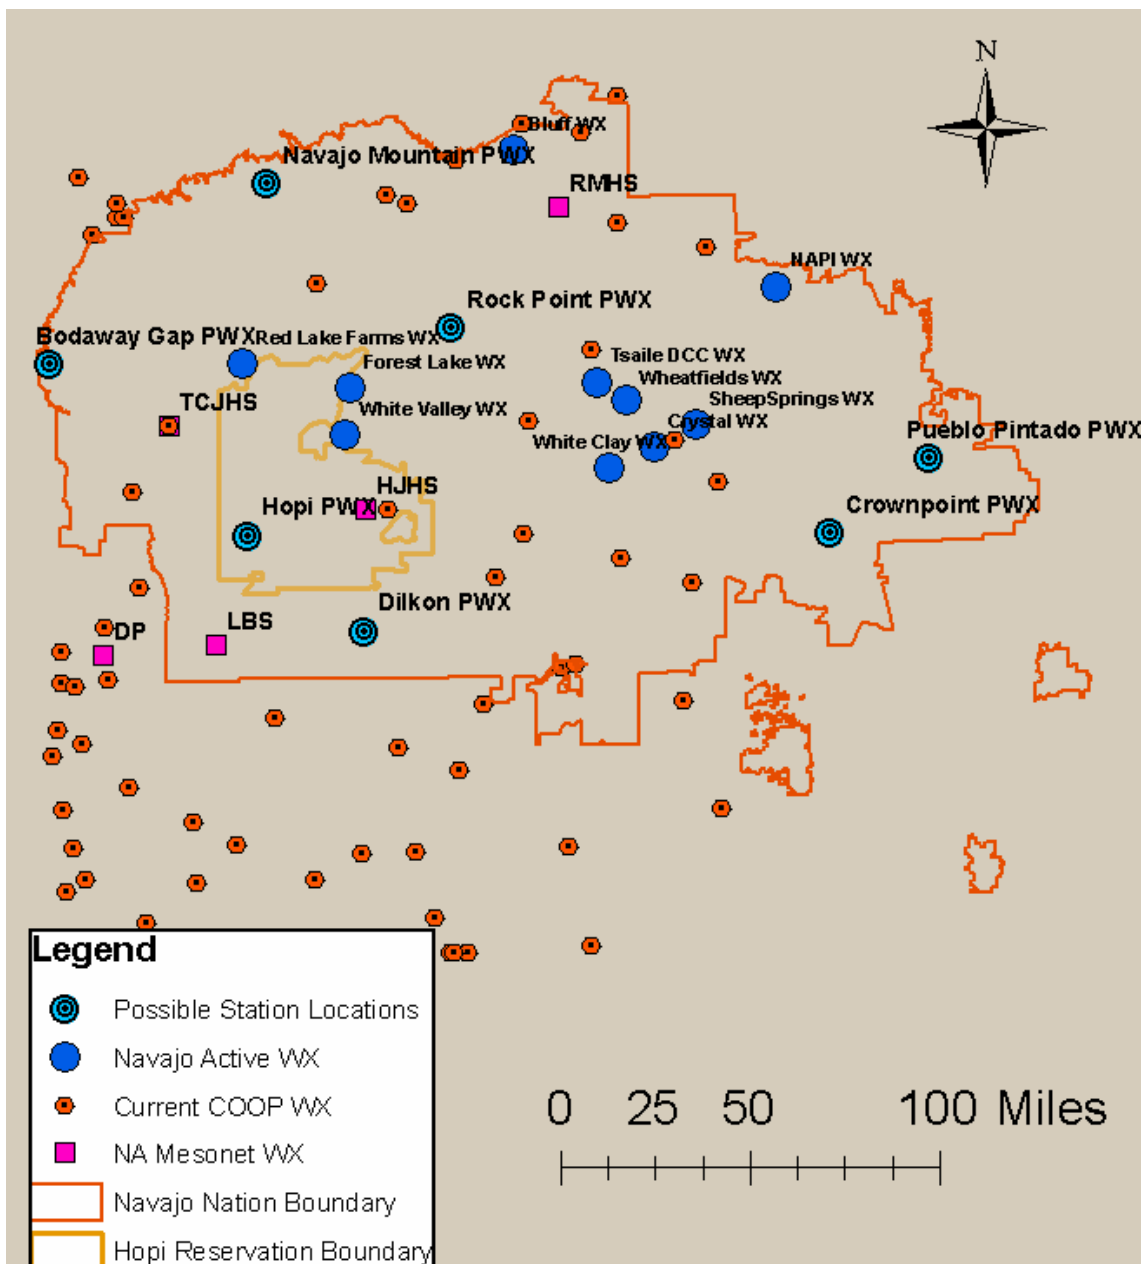 N
Bluff WX
Navajo Mountain PWX
RMHS
NAPI WX
Rock Point PWX
Bodaway Gap PWX
Red Lake Farms WX
Tsaile DCC WX
Forest Lake WX
Wheatfields WX
TCJHS
SheepSprings WX
White Valley WX
Crystal WX
Pueblo Pintado PWX
White Clay WX
HJHS
Hopi PWX
Crownpoint PWX
Dilkon PWX
LBS
DP
Legend
Possible Station Locations
Navajo Active WX
Current COOP WX
NA Mesonet WX
Navajo Nation Boundary
Hopi Reservation Boundary
0 25 50 100 Miles